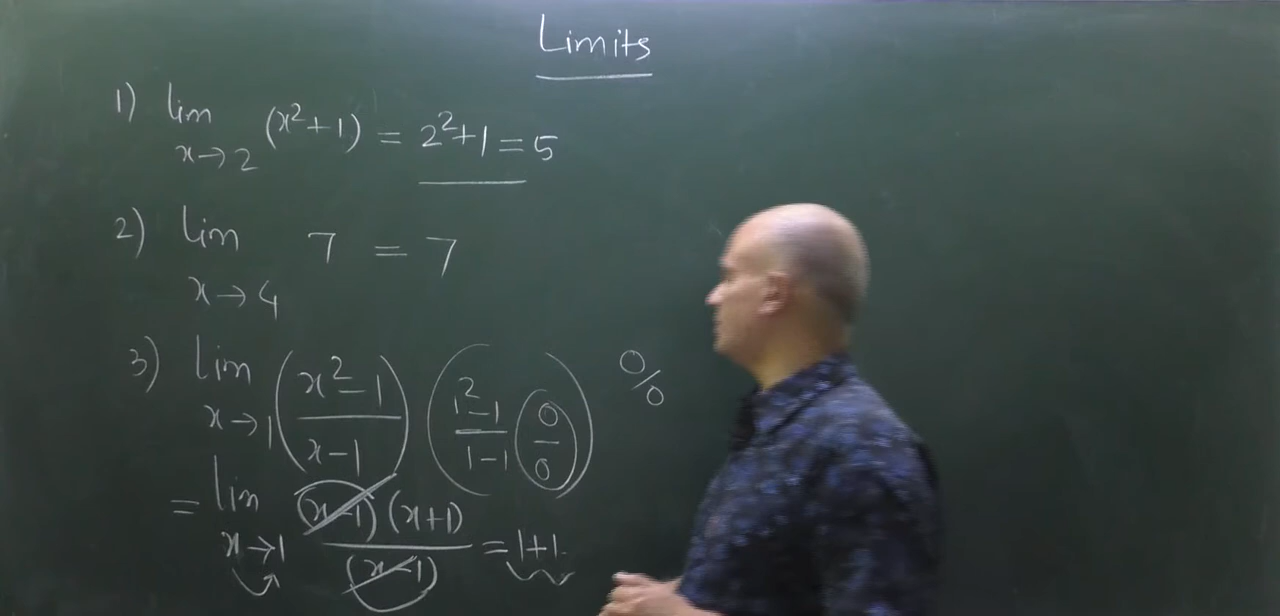 Limits
1) lim x→2 (x²+1) = 2²+1 = 5
2) lim x→4 7 = 7
3) lim x→1 (x²-1 / x-1) (1²-1 / 1-1 0/0) 0/0
= lim x→1 (x-1)(x+1) / (x-1) = 1+1